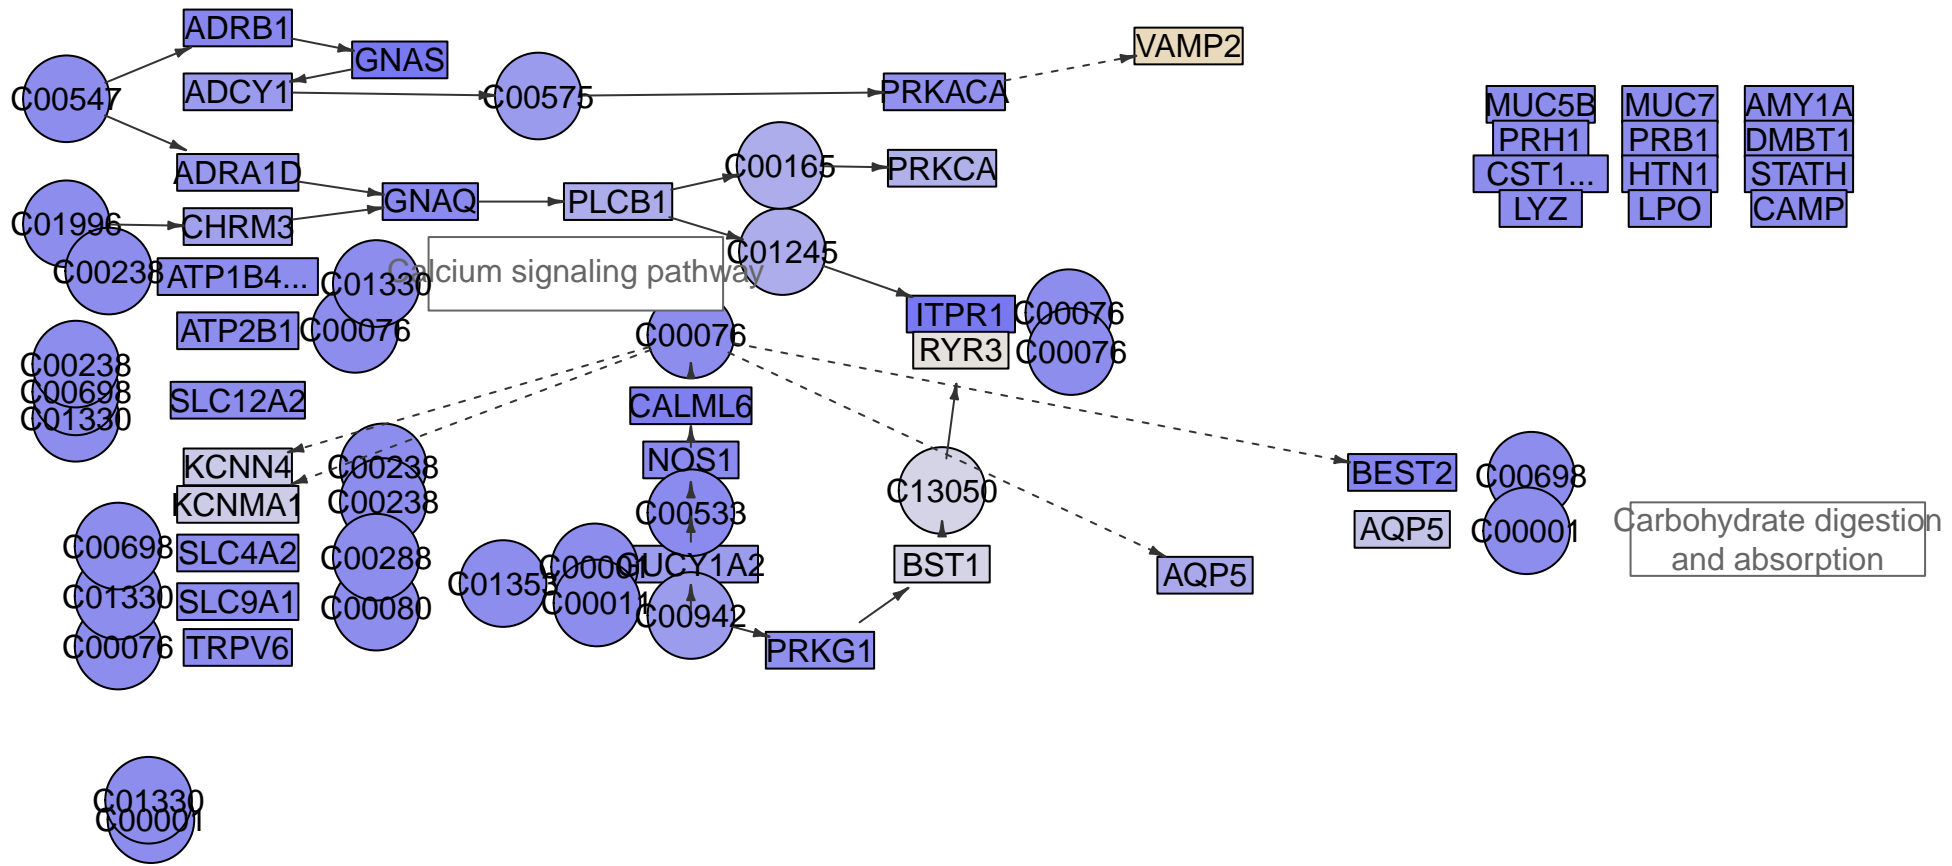 ADRB1
GNAS
VAMP2
C00547
ADCY1
C00575
PRKACA
MUC5B
MUC7
AMY1A
PRH1
PRB1
DMBT1
ADRA1D
C00165
PRKCA
CST1...
HTN1
STATH
GNAQ
PLCB1
LYZ
LPO
CAMP
C01996
CHRM3
C01245
C00238
ATP1B4...
C01330
Calcium signaling pathway
ITPR1
C00076
ATP2B1
C00076
C00076
RYR3
C00076
C00238
C00698
C01330
SLC12A2
CALML6
KCNN4
C00238
NOS1
BEST2
C00698
KCNMA1
C00238
C00533
C13050
AQP5
C00001
Carbohydrate digestion
and absorption
C00698
SLC4A2
C00288
C01353
C00001
GUCY1A2
BST1
AQP5
C01330
SLC9A1
C00080
C00011
C00942
C00076
TRPV6
PRKG1
C01330
C00001